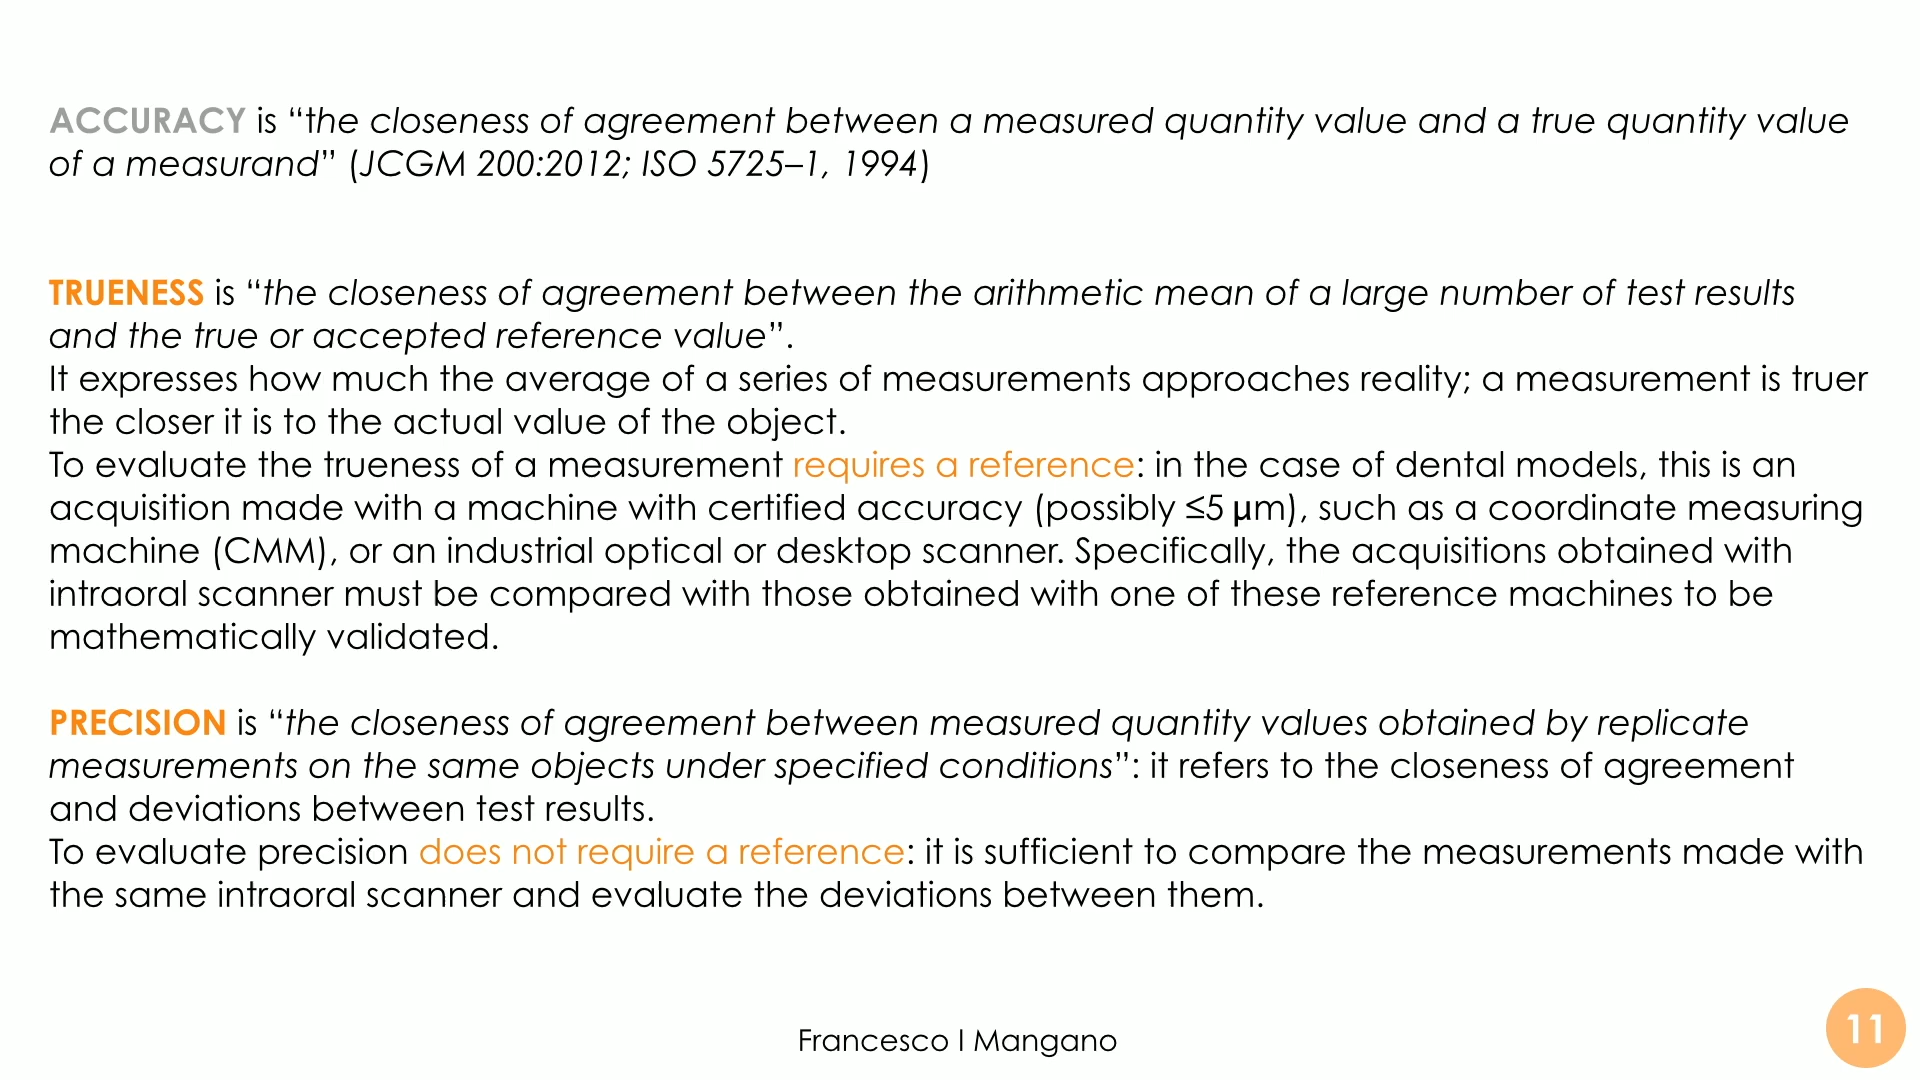 ACCURACY is “the closeness of agreement between a measured quantity value and a true quantity value
of a measurand” (JCGM 200:2012; ISO 5725–1, 1994)
TRUENESS is “the closeness of agreement between the arithmetic mean of a large number of test results
and the true or accepted reference value”.
It expresses how much the average of a series of measurements approaches reality; a measurement is truer
the closer it is to the actual value of the object.
To evaluate the trueness of a measurement requires a reference: in the case of dental models, this is an
acquisition made with a machine with certified accuracy (possibly ≤5 μm), such as a coordinate measuring
machine (CMM), or an industrial optical or desktop scanner. Specifically, the acquisitions obtained with
intraoral scanner must be compared with those obtained with one of these reference machines to be
mathematically validated.
PRECISION is “the closeness of agreement between measured quantity values obtained by replicate
measurements on the same objects under specified conditions”: it refers to the closeness of agreement
and deviations between test results.
To evaluate precision does not require a reference: it is sufficient to compare the measurements made with
the same intraoral scanner and evaluate the deviations between them.
Francesco I Mangano
11